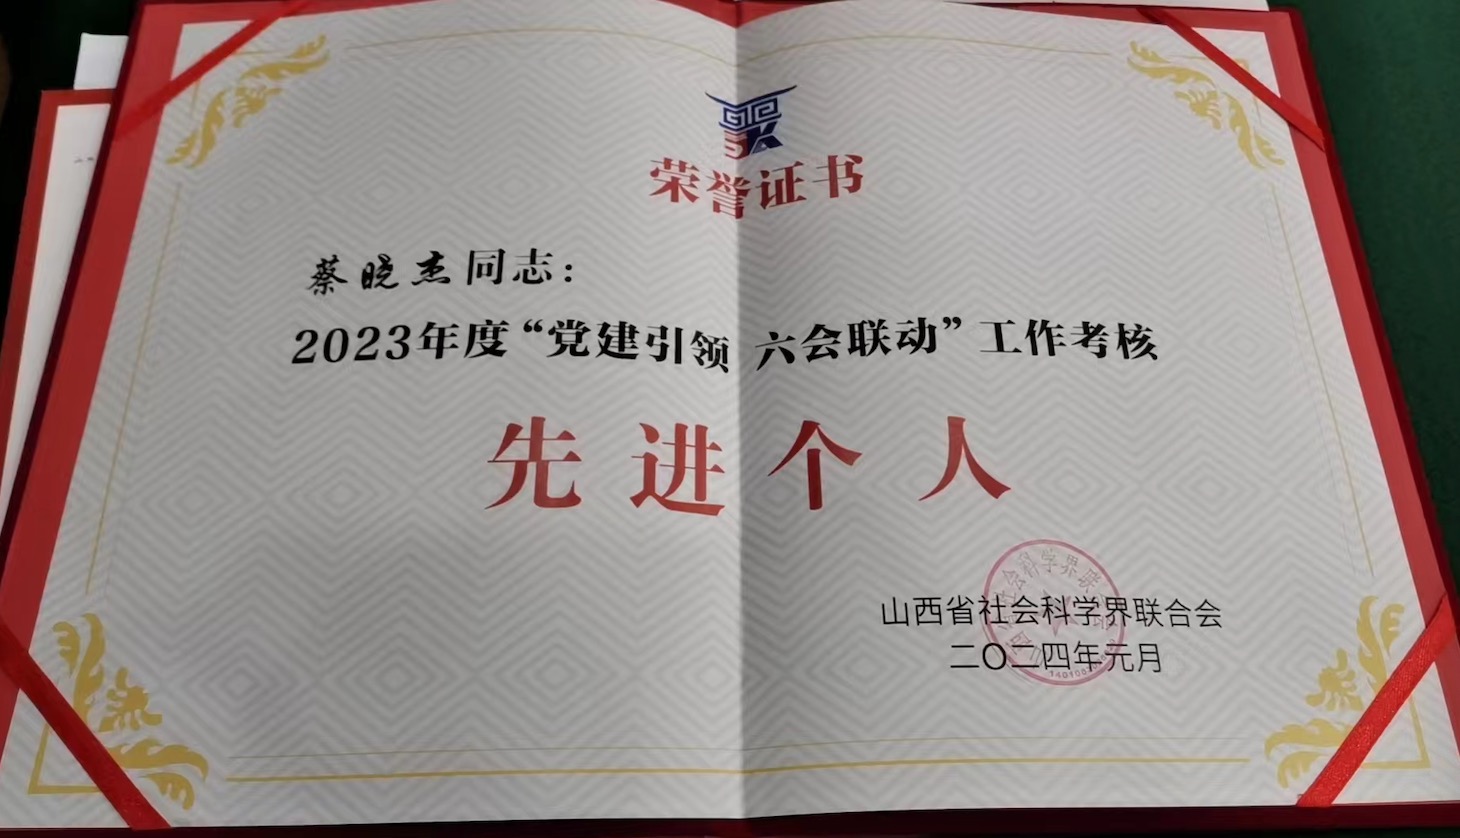 荣誉证书
蔡晓杰同志：
2023年度“党建引领 六会联动”工作考核
先进个人
山西省社会科学界联合会
二〇二四年元月